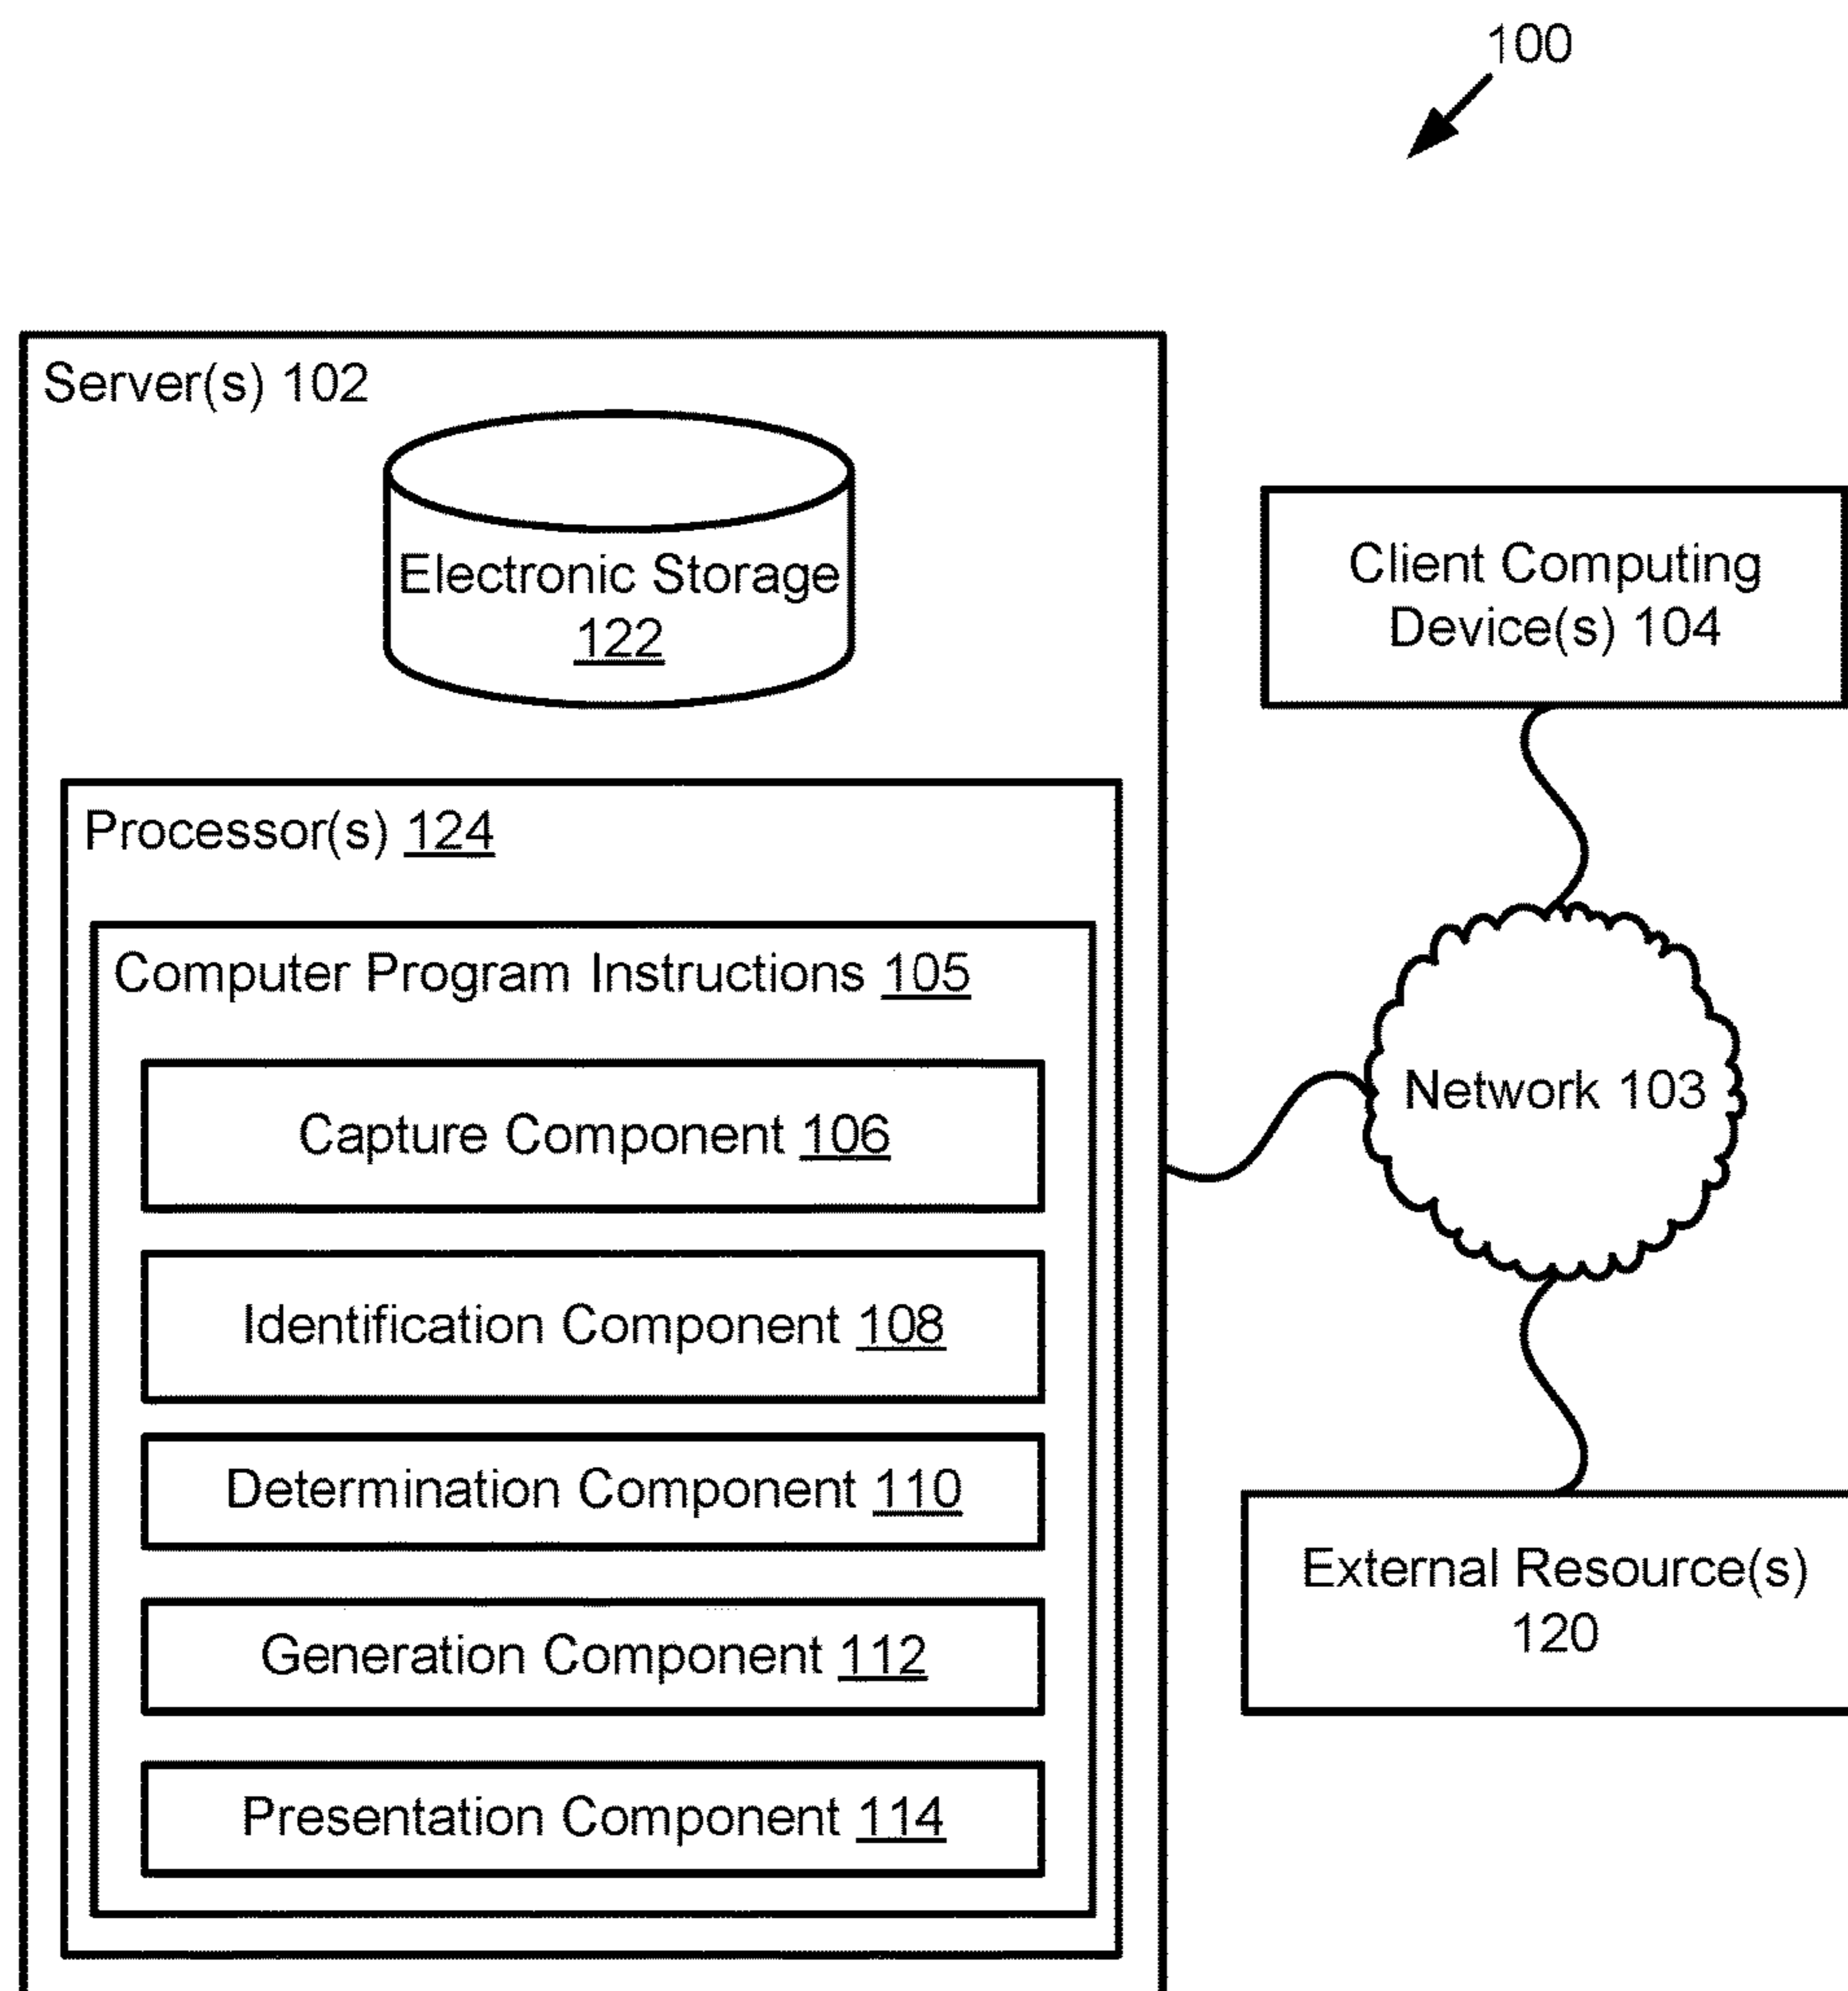 100
Server(s) 102
Electronic Storage
122
Processor(s) 124
Computer Program Instructions 105
Capture Component 106
Identification Component 108
Determination Component 110
Generation Component 112
Presentation Component 114
Client Computing
Device(s) 104
Network 103
External Resource(s)
120